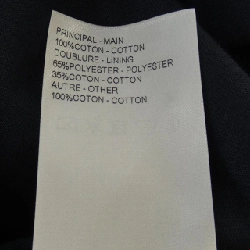 PRINCIPAL - MAIN
100%COTON - COTTON
DOUBLURE - LINING
65%POLYESTER - POLYESTER
35%COTON - COTTON
AUTRE - OTHER
100%COTON - COTTON